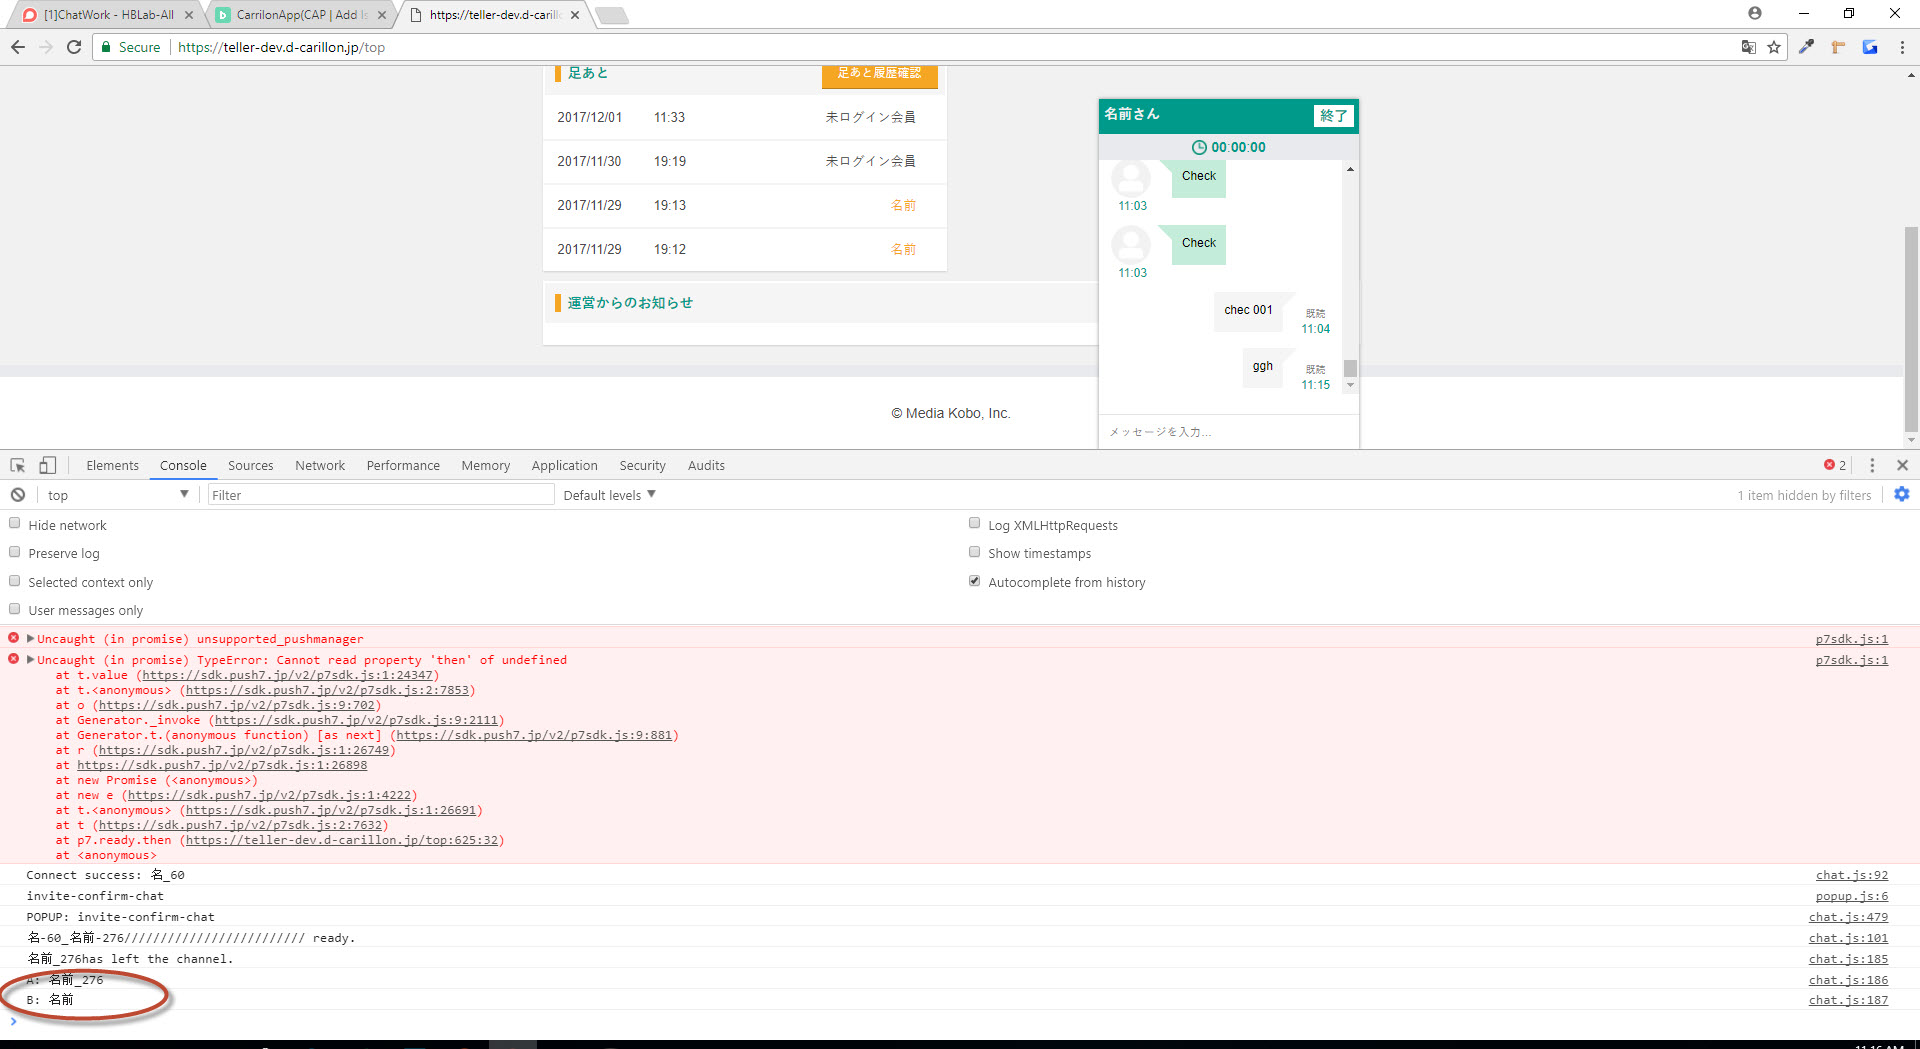 [1]ChatWork - HBLab-All
CarrilonApp(CAP | Add Is
https://teller-dev.d-carillon
Secure
https://teller-dev.d-carillon.jp/top
足あと
足あと履歴確認
2017/12/01 11:33 未ログイン会員
2017/11/30 19:19 未ログイン会員
2017/11/29 19:13 名前
2017/11/29 19:12 名前
運営からのお知らせ
© Media Kobo, Inc.
名前さん
終了
00:00:00
Check
11:03
Check
11:03
chec 001
既読
11:04
ggh
既読
11:15
メッセージを入力...
Elements Console Sources Network Performance Memory Application Security Audits
2
top
Filter
Default levels
1 item hidden by filters
Hide network
Log XMLHttpRequests
Preserve log
Show timestamps
Selected context only
Autocomplete from history
User messages only
Uncaught (in promise) unsupported_pushmanager p7sdk.js:1
Uncaught (in promise) TypeError: Cannot read property 'then' of undefined p7sdk.js:1
at t.value (https://sdk.push7.jp/v2/p7sdk.js:1:24347)
at t.<anonymous> (https://sdk.push7.jp/v2/p7sdk.js:2:7853)
at o (https://sdk.push7.jp/v2/p7sdk.js:9:702)
at Generator._invoke (https://sdk.push7.jp/v2/p7sdk.js:9:2111)
at Generator.t.(anonymous function) [as next] (https://sdk.push7.jp/v2/p7sdk.js:9:881)
at r (https://sdk.push7.jp/v2/p7sdk.js:1:26749)
at https://sdk.push7.jp/v2/p7sdk.js:1:26898
at new Promise (<anonymous>)
at new e (https://sdk.push7.jp/v2/p7sdk.js:1:4222)
at t.<anonymous> (https://sdk.push7.jp/v2/p7sdk.js:1:26691)
at t (https://sdk.push7.jp/v2/p7sdk.js:2:7632)
at p7.ready.then (https://teller-dev.d-carillon.jp/top:625:32)
at <anonymous>
Connect success: 名_60 chat.js:92
invite-confirm-chat popup.js:6
POPUP: invite-confirm-chat chat.js:479
名-60_名前-276///////////////////////// ready. chat.js:101
名前_276has left the channel. chat.js:185
A: 名前_276 chat.js:186
B: 名前 chat.js:187